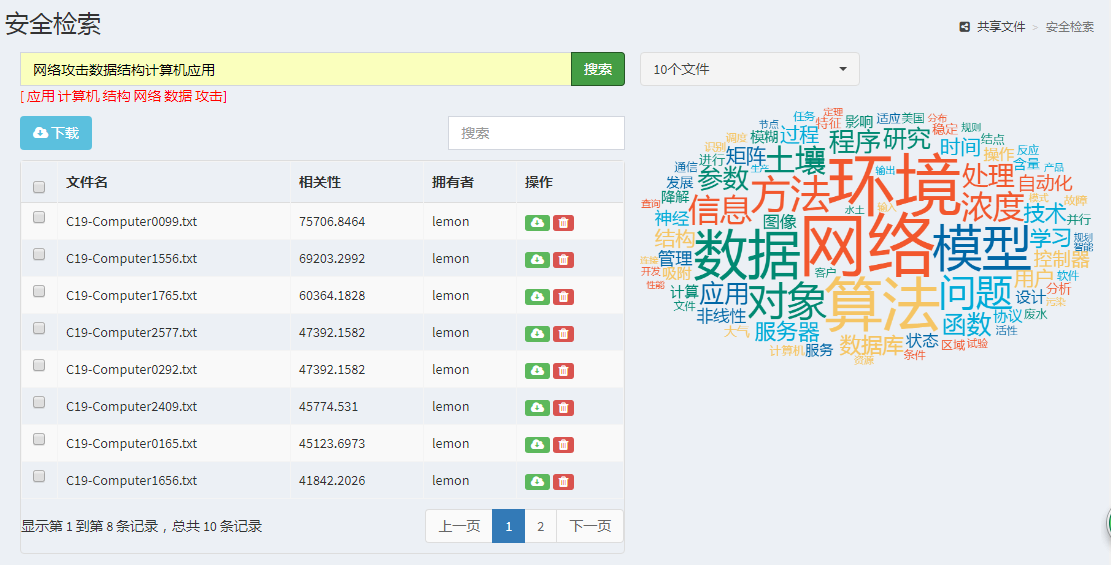 安全检索
共享文件 > 安全检索
网络攻击数据结构计算机应用 搜索 10个文件
[ 应用 计算机 结构 网络 数据 攻击]
下载 搜索
文件名 相关性 拥有者 操作
C19-Computer0099.txt 75706.8464 lemon
C19-Computer1556.txt 69203.2992 lemon
C19-Computer1765.txt 60364.1828 lemon
C19-Computer2577.txt 47392.1582 lemon
C19-Computer0292.txt 47392.1582 lemon
C19-Computer2409.txt 45774.531 lemon
C19-Computer0165.txt 45123.6973 lemon
C19-Computer1656.txt 41842.2026 lemon
显示第 1 到第 8 条记录，总共 10 条记录 上一页 1 2 下一页
任务 定理
节点 特征 影响 适应 美国 分布
调度 模糊 过程 程序 研究 稳定 规则
识别 矩阵 土壤 时间 操作 结点 反应
通信 进行 生产 输出 处理 含量 产品
发展 参数 方法 环境 自动化 模式 故障
查询 降解 信息 水土 输入 浓度 技术 并行
神经 图像 网络 模型 学习 规划
结构 数据 智能
连接 管理 客户 控制器
开发 吸附 用户 软件
性能 计算 应用 对象 算法 问题 设计 分析
文件 非线性 函数 协议 废水 污染
大气 服务器 活性
计算机 服务 数据库 状态 区域 试验
资源 条件